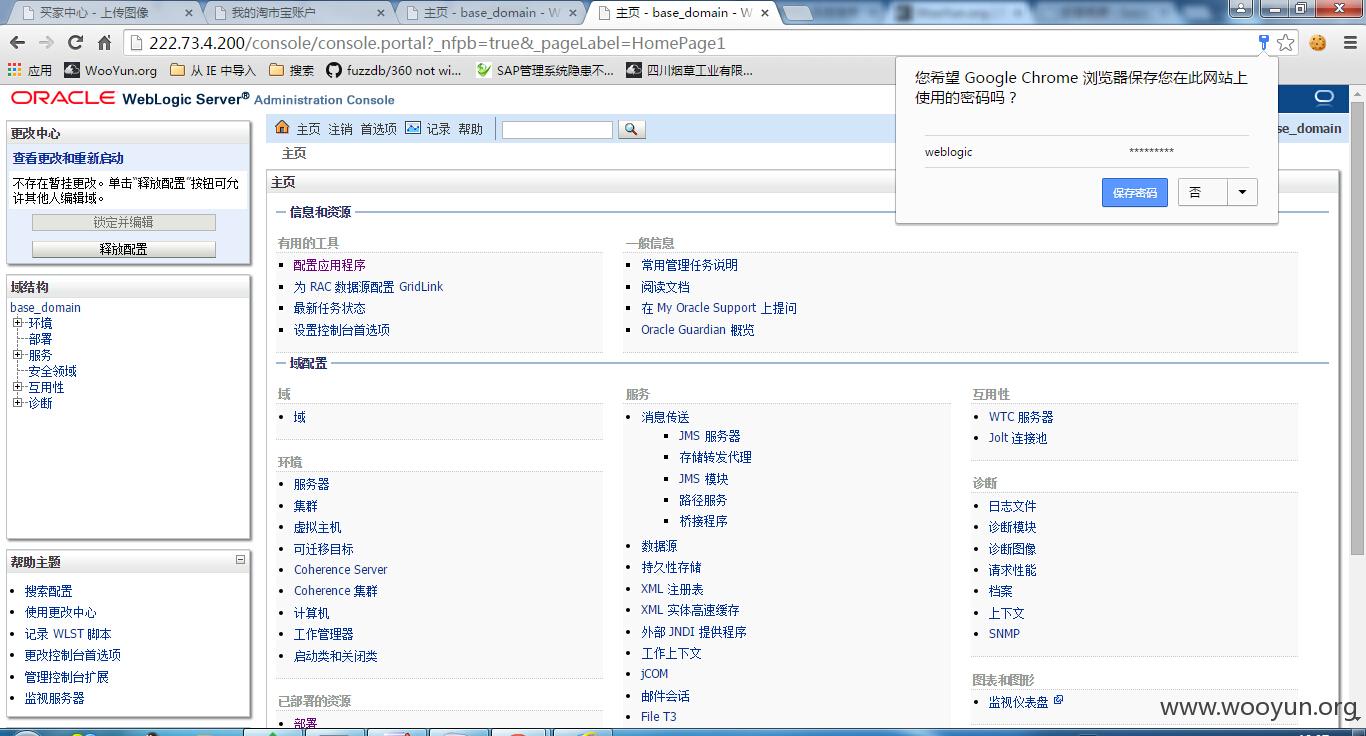 买家中心 - 上传图像
我的淘市宝账户
主页 - base_domain - W
主页 - base_domain - W
222.73.4.200/console/console.portal?_nfpb=true&_pageLabel=HomePage1
应用 WooYun.org 从 IE 中导入 搜索 fuzzdb/360 not wi... SAP管理系统隐患不... 四川烟草工业有限...
您希望 Google Chrome 浏览器保存您在此网站上
使用的密码吗？
weblogic *********
保存密码 否
ORACLE WebLogic Server® Administration Console
主页 注销 首选项 记录 帮助
se_domain
主页
更改中心
查看更改和重新启动
不存在暂挂更改。单击“释放配置”按钮可允
许其他人编辑域。
锁定并编辑
释放配置
域结构
base_domain
环境
部署
服务
安全领域
互用性
诊断
帮助主题
搜索配置
使用更改中心
记录 WLST 脚本
更改控制台首选项
管理控制台扩展
监视服务器
主页
信息和资源
有用的工具
配置应用程序
为 RAC 数据源配置 GridLink
最新任务状态
设置控制台首选项
一般信息
常用管理任务说明
阅读文档
在 My Oracle Support 上提问
Oracle Guardian 概览
域配置
域
域
环境
服务器
集群
虚拟主机
可迁移目标
Coherence Server
Coherence 集群
计算机
工作管理器
启动类和关闭类
已部署的资源
部署
服务
消息传送
JMS 服务器
存储转发代理
JMS 模块
路径服务
桥接程序
数据源
持久性存储
XML 注册表
XML 实体高速缓存
外部 JNDI 提供程序
工作上下文
jCOM
邮件会话
File T3
互用性
WTC 服务器
Jolt 连接池
诊断
日志文件
诊断模块
诊断图像
请求性能
档案
上下文
SNMP
图表和图形
监视仪表盘
www.wooyun.org